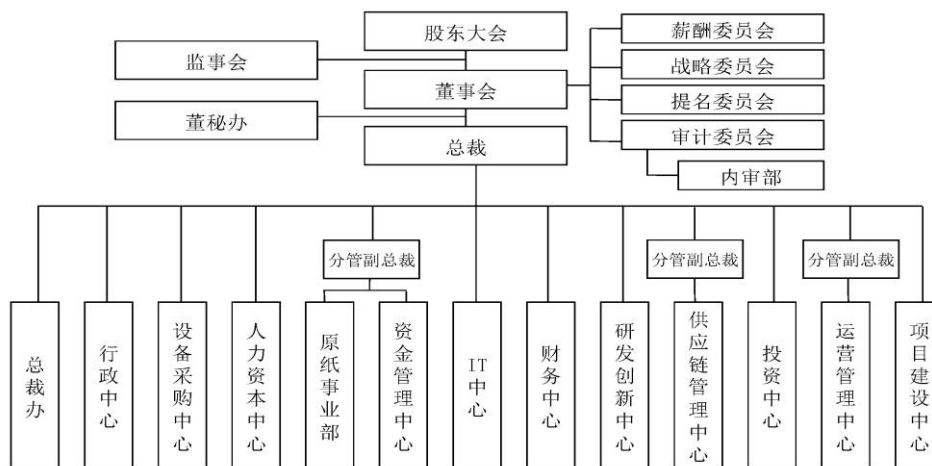 股东大会
监事会
董事会
董秘办
总裁
薪酬委员会
战略委员会
提名委员会
审计委员会
内审部
分管副总裁
分管副总裁
分管副总裁
总裁办
行政中心
设备采购中心
人力资本中心
原纸事业部
资金管理中心
IT中心
财务中心
研发创新中心
供应链管理中心
投资中心
运营管理中心
项目建设中心